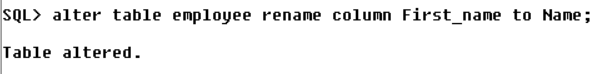 SQL> alter table employee rename column First_name to Name;
Table altered.